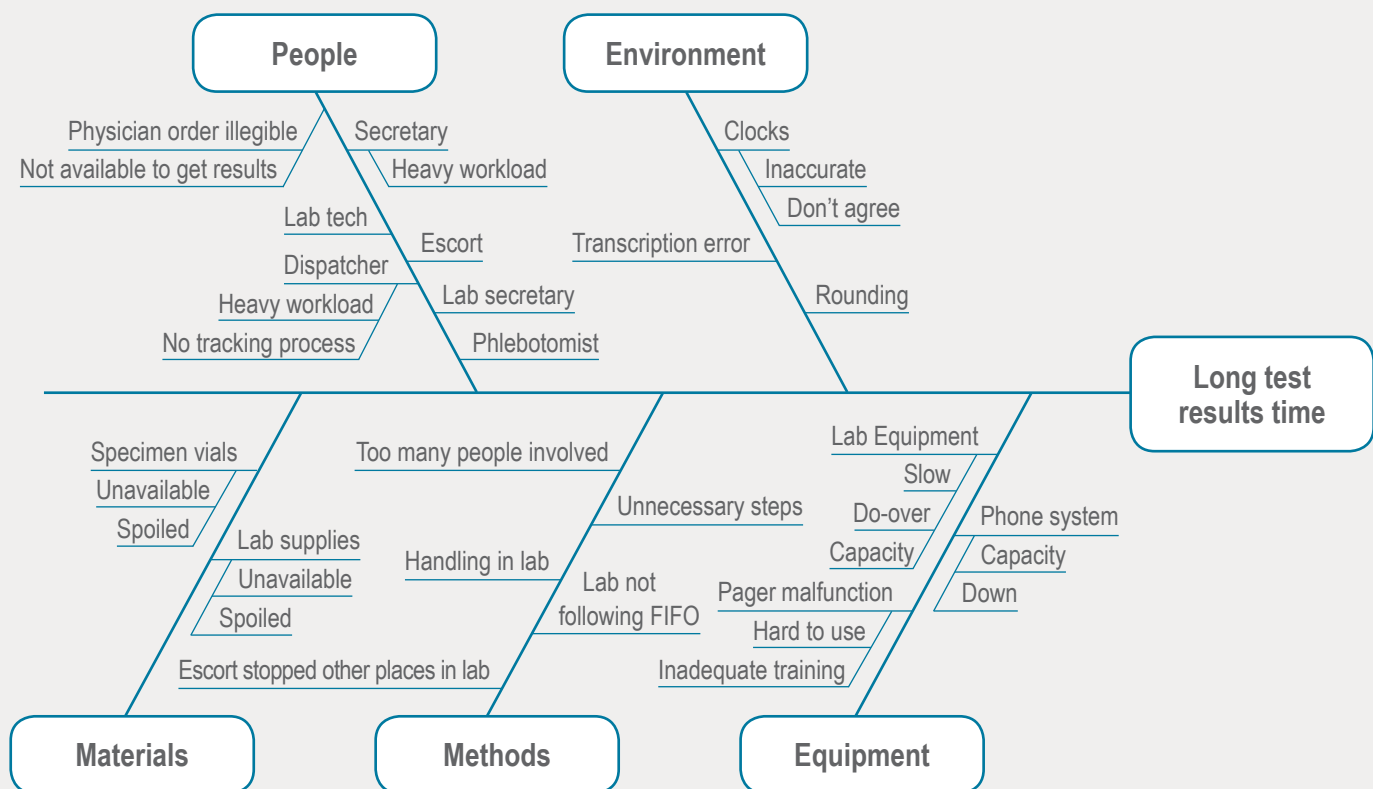 People
Environment
Physician order illegible
Not available to get results
Secretary
Heavy workload
Lab tech
Escort
Dispatcher
Heavy workload
No tracking process
Lab secretary
Phlebotomist
Clocks
Inaccurate
Don’t agree
Transcription error
Rounding
Long test
results time
Specimen vials
Unavailable
Spoiled
Lab supplies
Unavailable
Spoiled
Too many people involved
Unnecessary steps
Handling in lab
Lab not
following FIFO
Escort stopped other places in lab
Lab Equipment
Slow
Do-over
Capacity
Phone system
Capacity
Down
Pager malfunction
Hard to use
Inadequate training
Materials
Methods
Equipment